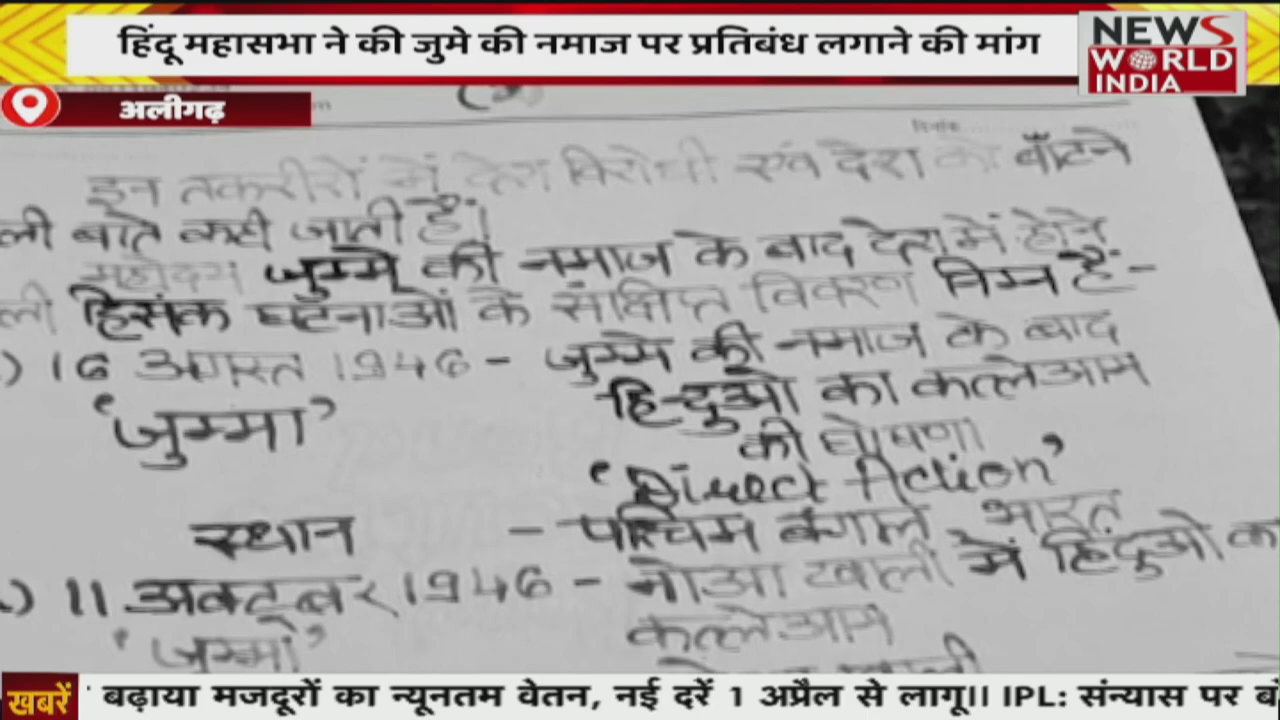 हिंदू महासभा ने की जुमे की नमाज पर प्रतिबंध लगाने की मांग
NEWS
WORLD
INDIA
अलीगढ़
इन तकरीरों में देश विरोधी एवं देश को बाँटने
ली बाते कही जाती हैं।
महोदय जुम्मे की नमाज के बाद देश में होने
ली हिसंक घटनाओं के संक्षिप्त विवरण निम्न हैं -
) 16 अगस्त 1946 - जुम्मे की नमाज के बाद
'जुम्मा' हिन्दुओ का कत्लेआम
की घोषणा
'Direct Action'
स्थान - पश्चिम बंगाल, भारत
.) 11 अक्टूबर 1946 - नोआ खाली में हिंदुओ का
'जुम्मा' कत्लेआम
खाली
खबरें बढ़ाया मजदूरों का न्यूनतम वेतन, नई दरें 1 अप्रैल से लागू।। IPL: संन्यास पर